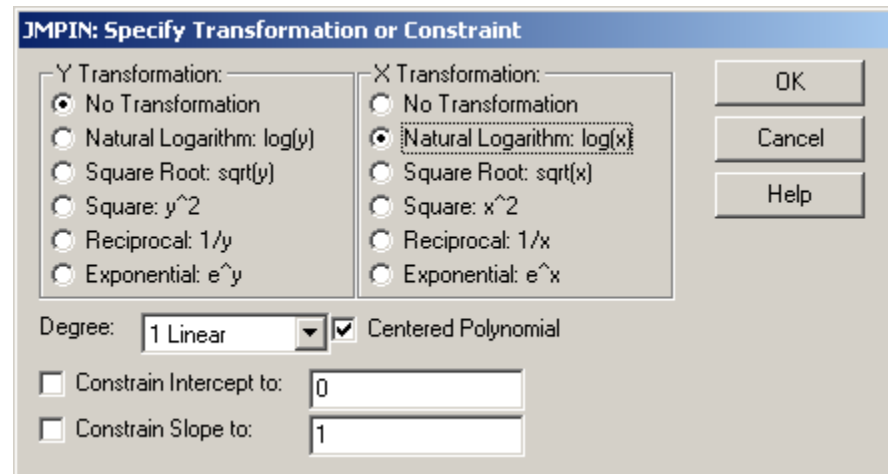 JMPIN: Specify Transformation or Constraint
Y Transformation:
No Transformation
Natural Logarithm: log(y)
Square Root: sqrt(y)
Square: y^2
Reciprocal: 1/y
Exponential: e^y
X Transformation:
No Transformation
Natural Logarithm: log(x)
Square Root: sqrt(x)
Square: x^2
Reciprocal: 1/x
Exponential: e^x
OK
Cancel
Help
Degree: 1 Linear Centered Polynomial
Constrain Intercept to: 0
Constrain Slope to: 1